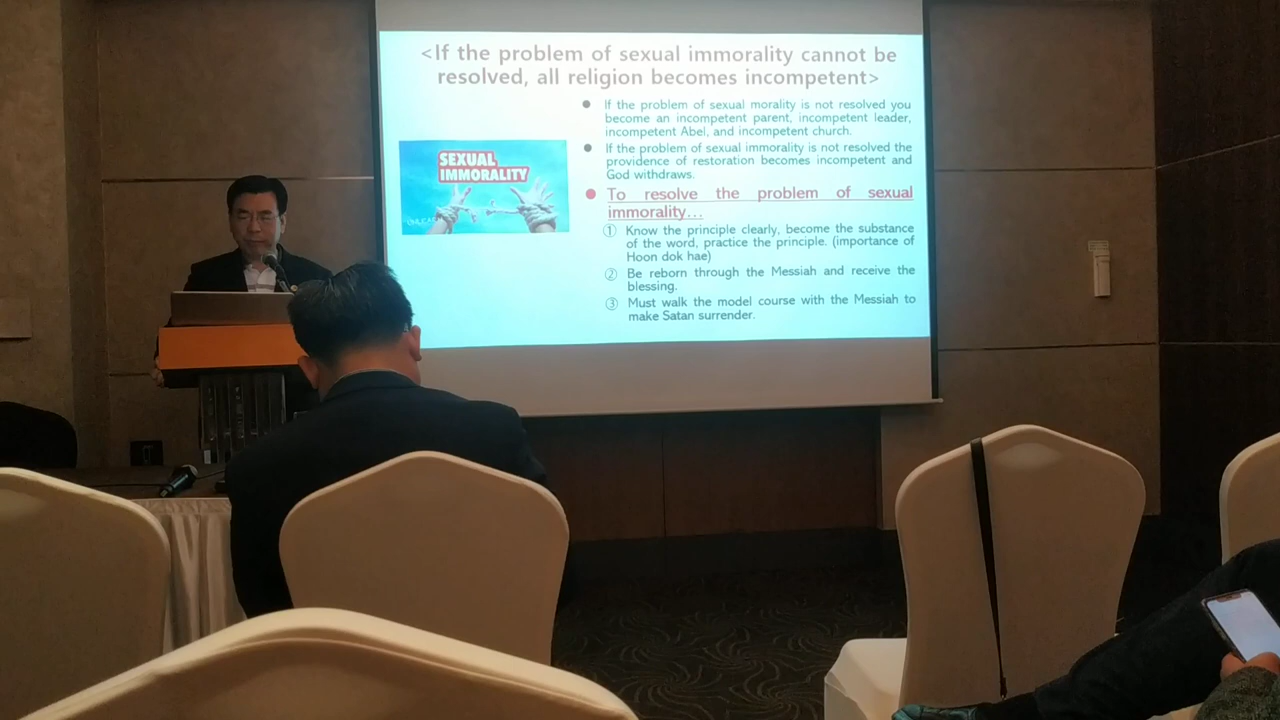 <If the problem of sexual immorality cannot be
resolved, all religion becomes incompetent>
SEXUAL
IMMORALITY
● If the problem of sexual morality is not resolved you
become an incompetent parent, incompetent leader,
incompetent Abel, and incompetent church.
● If the problem of sexual immorality is not resolved the
providence of restoration becomes incompetent and
God withdraws.
● To resolve the problem of sexual
immorality...
① Know the principle clearly, become the substance
of the word, practice the principle. (importance of
Hoon dok hae)
② Be reborn through the Messiah and receive the
blessing.
③ Must walk the model course with the Messiah to
make Satan surrender.